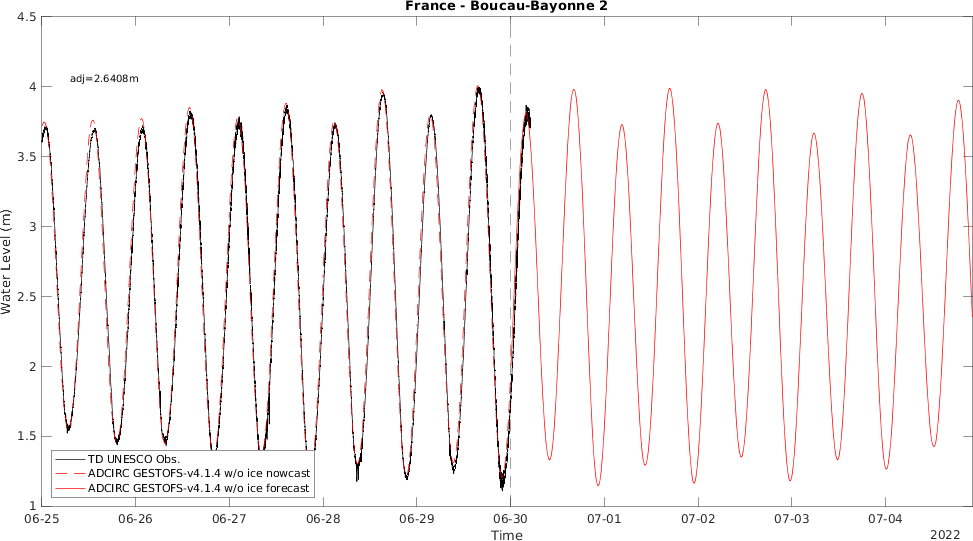 France - Boucau-Bayonne 2
adj=2.6408m
Water Level (m)
4.5
4
3.5
3
2.5
2
1.5
1
TD UNESCO Obs.
ADCIRC GESTOFS-v4.1.4 w/o ice nowcast
ADCIRC GESTOFS-v4.1.4 w/o ice forecast
06-25 06-26 06-27 06-28 06-29 06-30 07-01 07-02 07-03 07-04
Time
2022